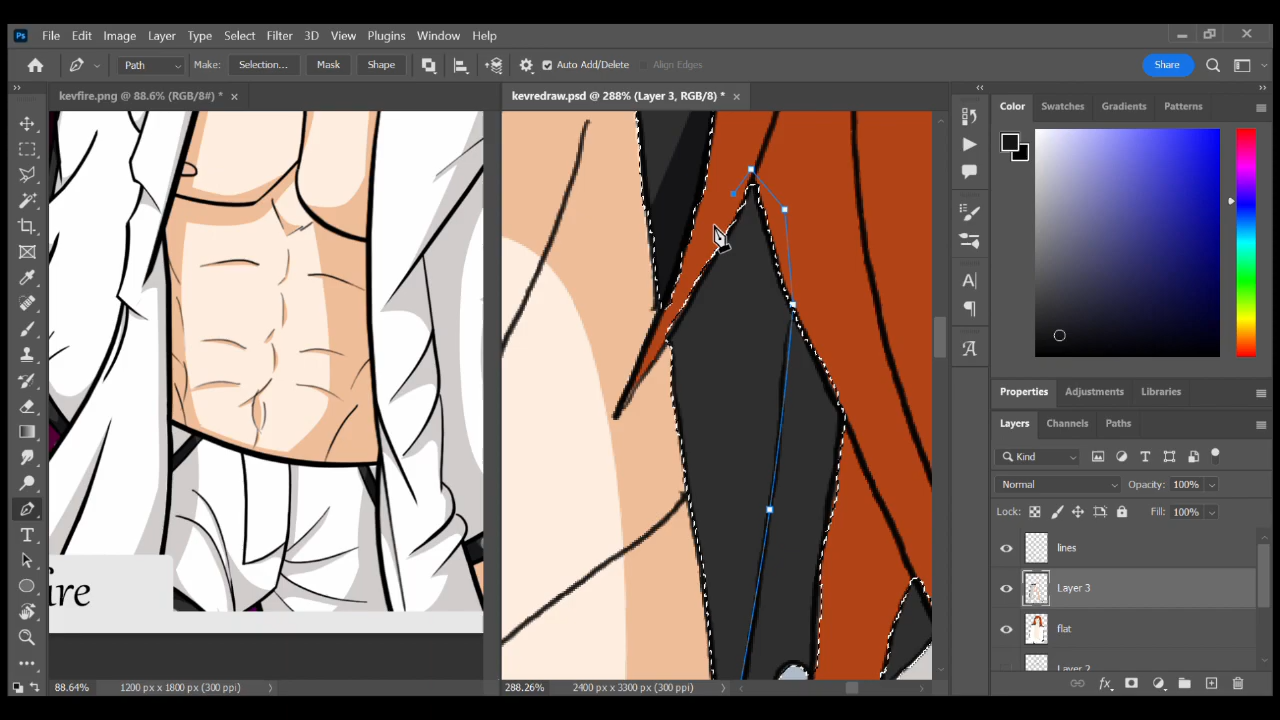 Ps File Edit Image Layer Type Select Filter 3D View Plugins Window Help
Path Make: Selection... Mask Shape Auto Add/Delete Align Edges Share
kevfire.png @ 88.6% (RGB/8#) *
kevredraw.psd @ 288% (Layer 3, RGB/8) *
Color Swatches Gradients Patterns
Properties Adjustments Libraries
Layers Channels Paths
Kind
Normal Opacity: 100%
Lock: Fill: 100%
lines
Layer 3
flat
Layer 2
ire
88.64% 1200 px x 1800 px (300 ppi)
288.26% 2400 px x 3300 px (300 ppi)